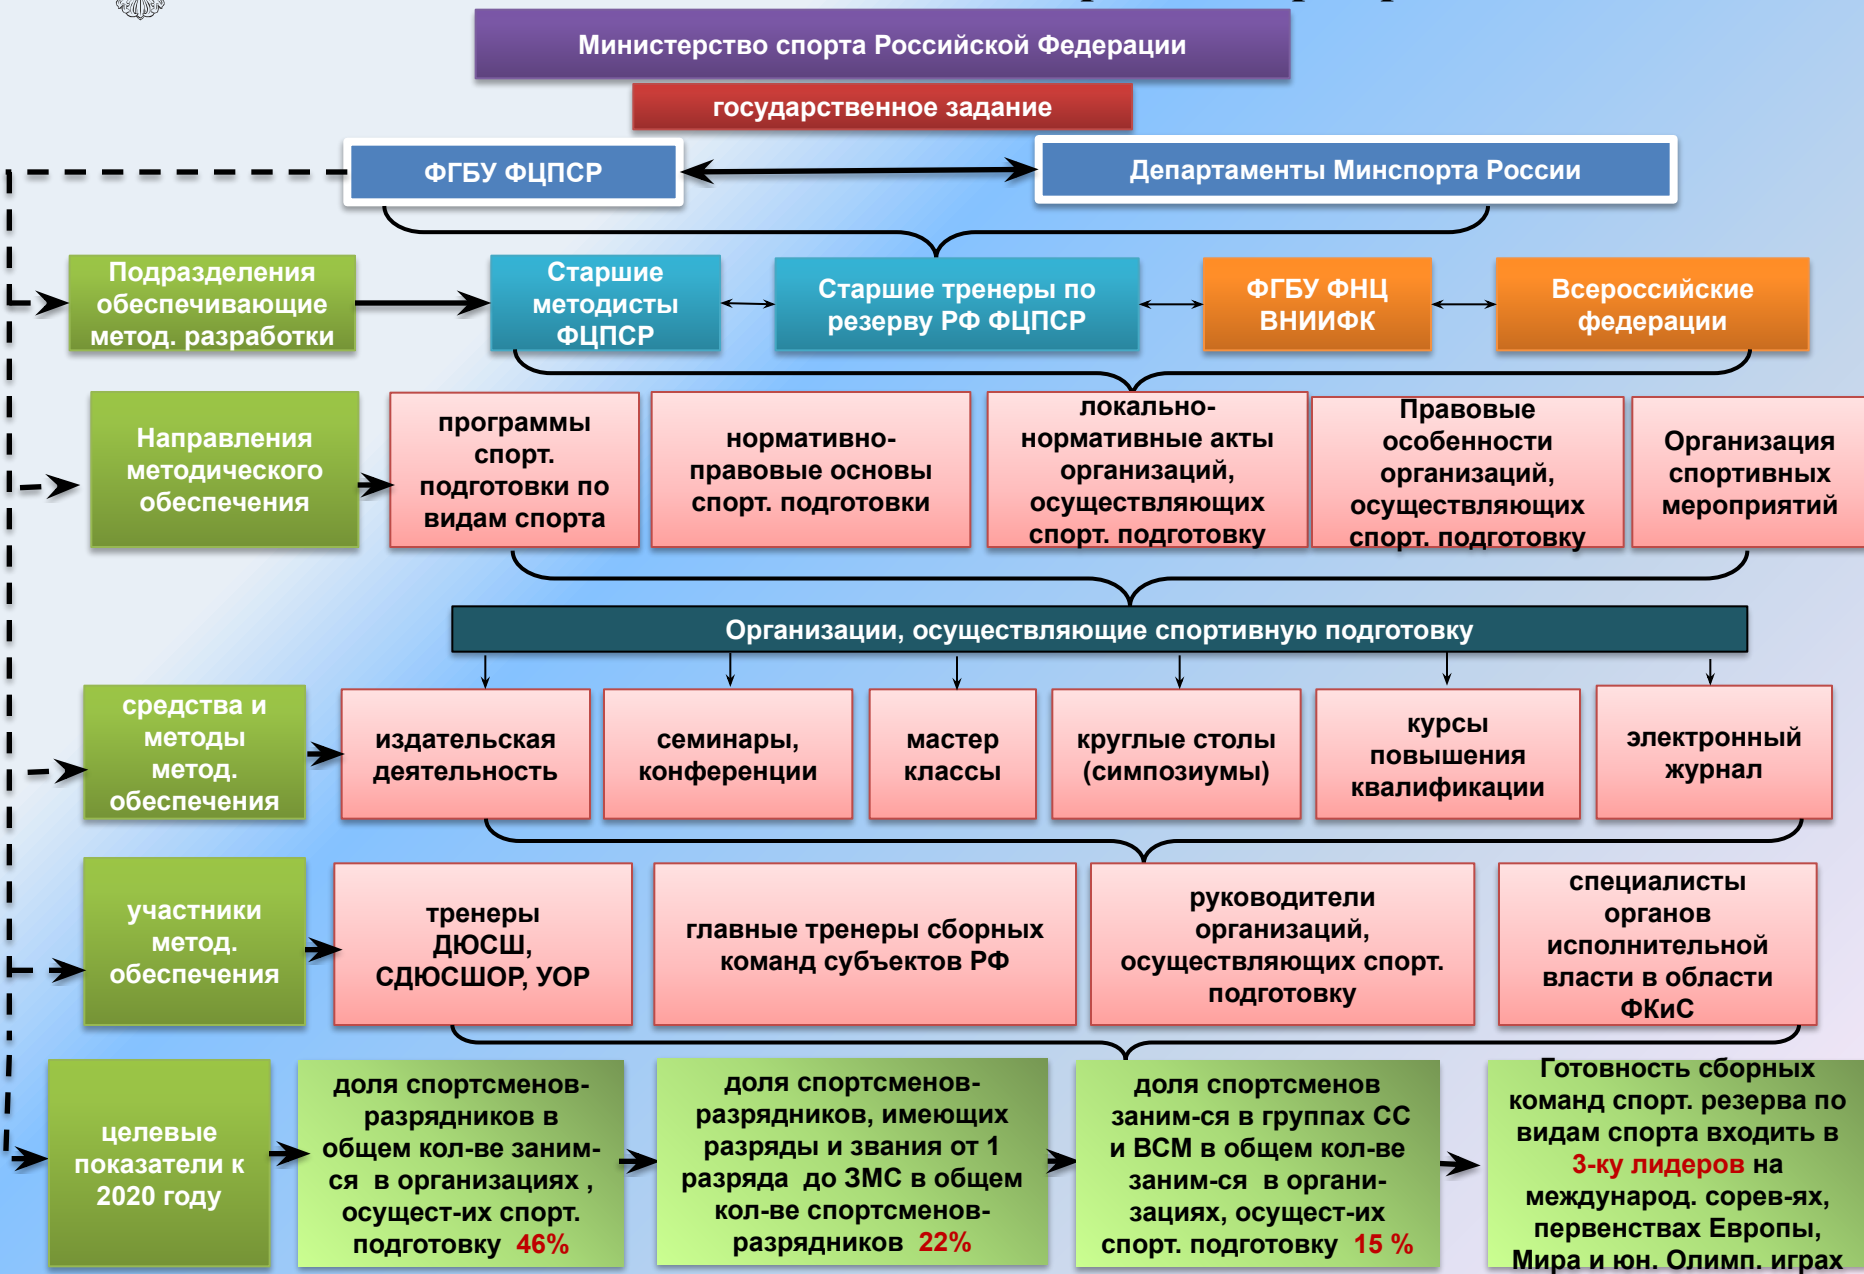 Министерство спорта Российской Федерации
государственное задание
ФГБУ ФЦПСР
Департаменты Минспорта России
Подразделения
обеспечивающие
метод. разработки
Старшие
методисты
ФЦПСР
Старшие тренеры по
резерву РФ ФЦПСР
ФГБУ ФНЦ
ВНИИФК
Всероссийские
федерации
Направления
методического
обеспечения
программы
спорт.
подготовки по
видам спорта
нормативно-
правовые основы
спорт. подготовки
локально-
нормативные акты
организаций,
осуществляющих
спорт. подготовку
Правовые
особенности
организаций,
осуществляющих
спорт. подготовку
Организация
спортивных
мероприятий
Организации, осуществляющие спортивную подготовку
средства и
методы
метод.
обеспечения
издательская
деятельность
семинары,
конференции
мастер
классы
круглые столы
(симпозиумы)
курсы
повышения
квалификации
электронный
журнал
участники
метод.
обеспечения
тренеры
ДЮСШ,
СДЮСШОР, УОР
главные тренеры сборных
команд субъектов РФ
руководители
организаций,
осуществляющих спорт.
подготовку
специалисты
органов
исполнительной
власти в области
ФКиС
целевые
показатели к
2020 году
доля спортсменов-
разрядников в
общем кол-ве заним-
ся в организациях ,
осущест-их спорт.
подготовку 46%
доля спортсменов-
разрядников, имеющих
разряды и звания от 1
разряда до ЗМС в общем
кол-ве спортсменов-
разрядников 22%
доля спортсменов
заним-ся в группах СС
и ВСМ в общем кол-ве
заним-ся в органи-
зациях, осущест-их
спорт. подготовку 15 %
Готовность сборных
команд спорт. резерва по
видам спорта входить в
3-ку лидеров на
международ. сорев-ях,
первенствах Европы,
Мира и юн. Олимп. играх